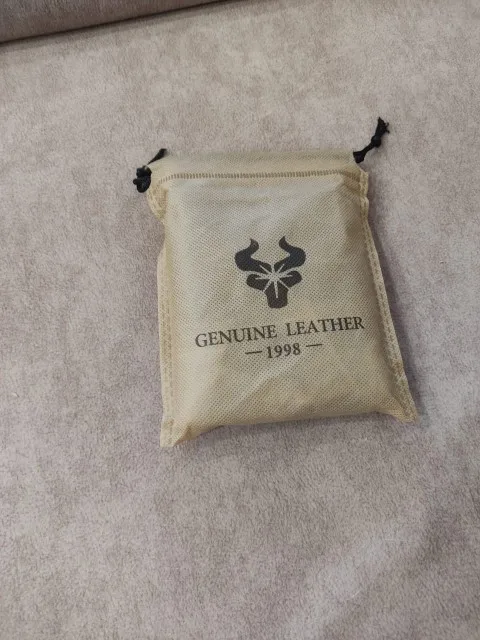 GENUINE LEATHER
— 1998 —